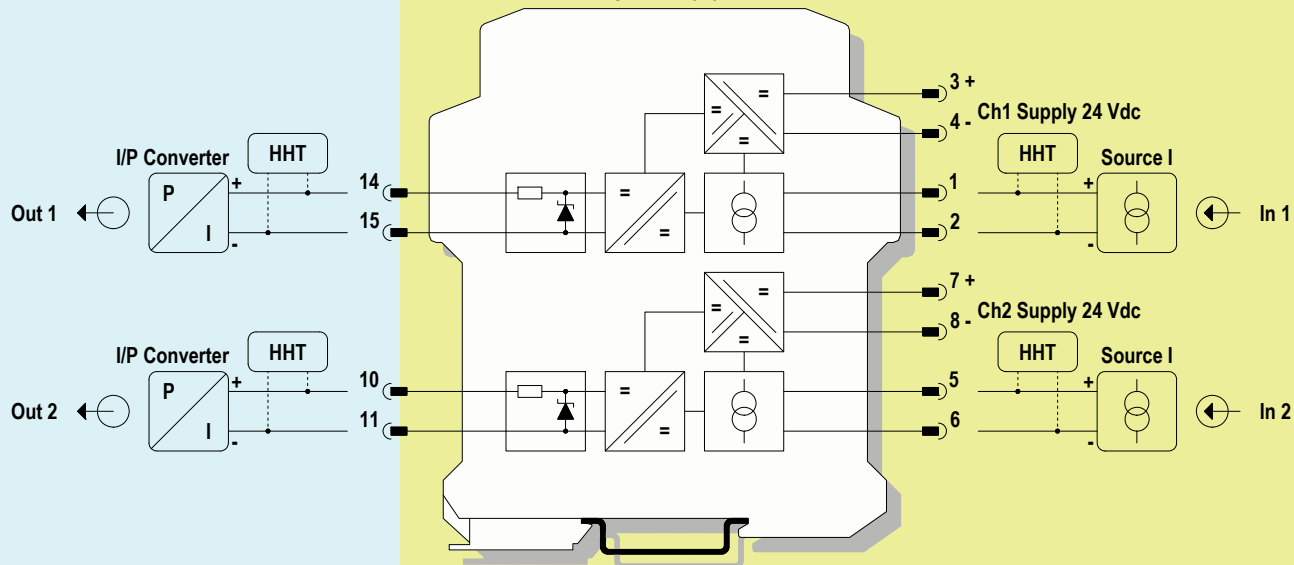 3 +
4 - Ch1 Supply 24 Vdc
I/P Converter HHT 14 1 HHT Source I
P + = = = +
Out 1 15 = = 2 In 1
I - -
7 +
8 - Ch2 Supply 24 Vdc
I/P Converter HHT 10 5 HHT Source I
P + = = = +
Out 2 11 = = 6 In 2
I - -